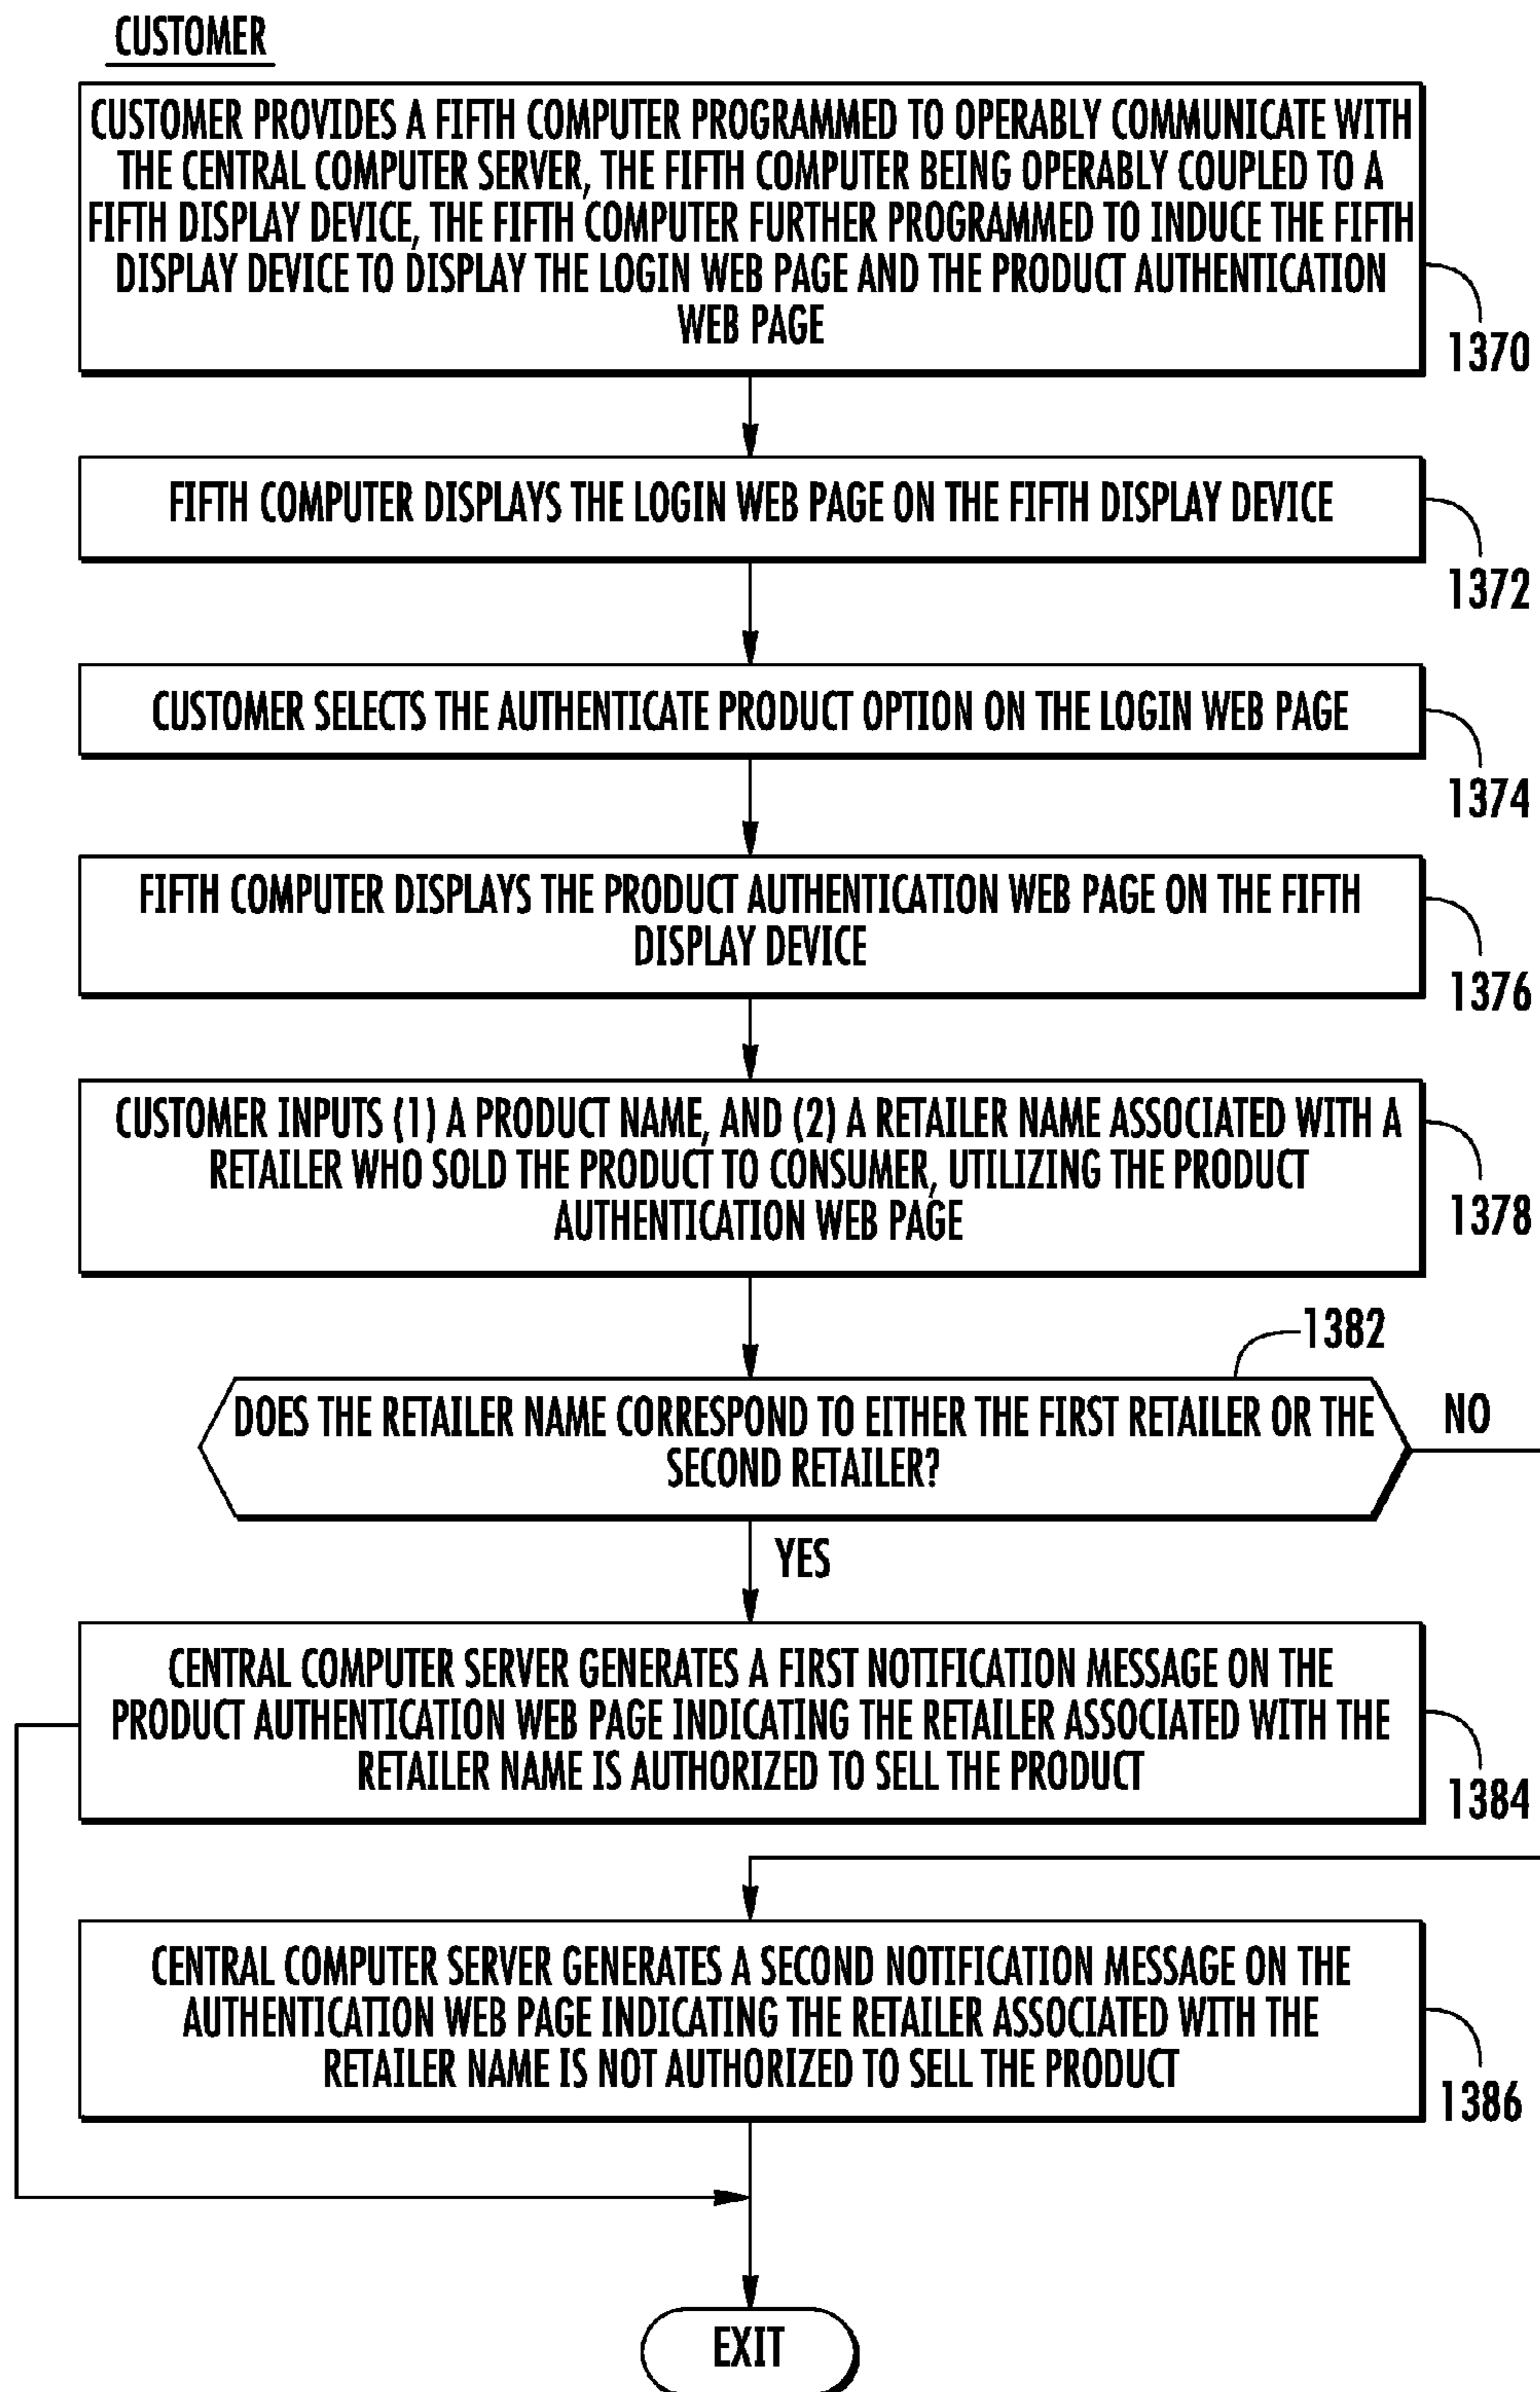 CUSTOMER
CUSTOMER PROVIDES A FIFTH COMPUTER PROGRAMMED TO OPERABLY COMMUNICATE WITH
THE CENTRAL COMPUTER SERVER, THE FIFTH COMPUTER BEING OPERABLY COUPLED TO A
FIFTH DISPLAY DEVICE, THE FIFTH COMPUTER FURTHER PROGRAMMED TO INDUCE THE FIFTH
DISPLAY DEVICE TO DISPLAY THE LOGIN WEB PAGE AND THE PRODUCT AUTHENTICATION
WEB PAGE
1370
FIFTH COMPUTER DISPLAYS THE LOGIN WEB PAGE ON THE FIFTH DISPLAY DEVICE
1372
CUSTOMER SELECTS THE AUTHENTICATE PRODUCT OPTION ON THE LOGIN WEB PAGE
1374
FIFTH COMPUTER DISPLAYS THE PRODUCT AUTHENTICATION WEB PAGE ON THE FIFTH
DISPLAY DEVICE
1376
CUSTOMER INPUTS (1) A PRODUCT NAME, AND (2) A RETAILER NAME ASSOCIATED WITH A
RETAILER WHO SOLD THE PRODUCT TO CONSUMER, UTILIZING THE PRODUCT
AUTHENTICATION WEB PAGE
1378
1382
DOES THE RETAILER NAME CORRESPOND TO EITHER THE FIRST RETAILER OR THE
SECOND RETAILER?
NO
YES
CENTRAL COMPUTER SERVER GENERATES A FIRST NOTIFICATION MESSAGE ON THE
PRODUCT AUTHENTICATION WEB PAGE INDICATING THE RETAILER ASSOCIATED WITH THE
RETAILER NAME IS AUTHORIZED TO SELL THE PRODUCT
1384
CENTRAL COMPUTER SERVER GENERATES A SECOND NOTIFICATION MESSAGE ON THE
AUTHENTICATION WEB PAGE INDICATING THE RETAILER ASSOCIATED WITH THE
RETAILER NAME IS NOT AUTHORIZED TO SELL THE PRODUCT
1386
EXIT